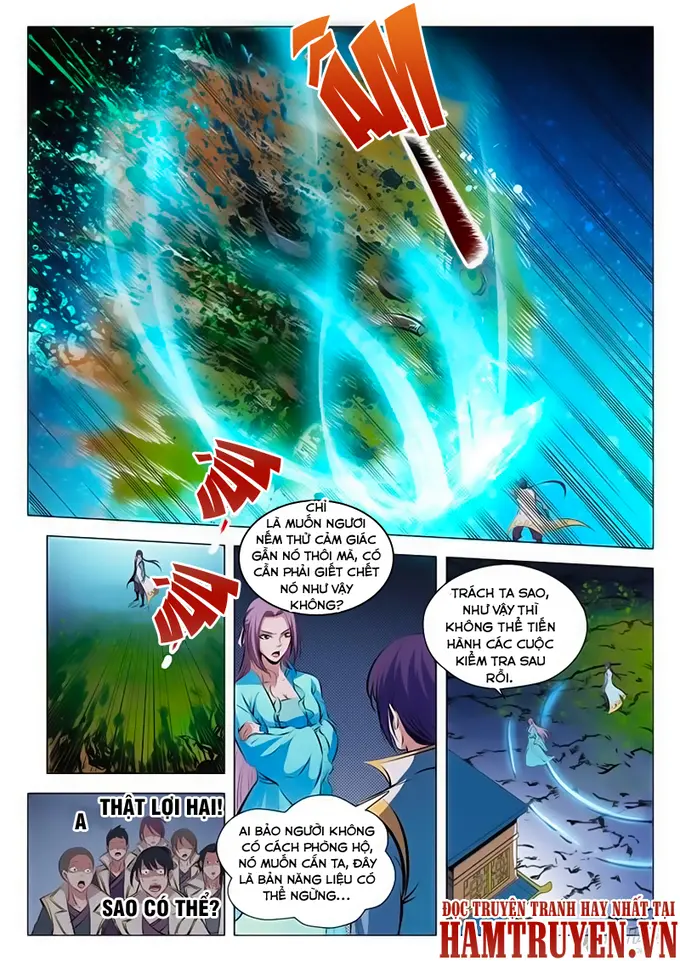 ẦM
VÙ VÙ
VÙ VÙ
CHỈ
LÀ MUỐN NGƯƠI
NẾM THỬ CẢM GIÁC
GẦN NÓ THÔI MÀ, CÓ
CẦN PHẢI GIẾT CHẾT
NÓ NHƯ VẬY
KHÔNG?
TRÁCH TA SAO,
NHƯ VẬY THÌ
KHÔNG THỂ TIẾN
HÀNH CÁC CUỘC
KIỂM TRA SAU
RỒI.
A
THẬT LỢI HẠI!
SAO CÓ THỂ?
AI BẢO NGƯỜI KHÔNG
CÓ CÁCH PHÒNG HỘ,
NÓ MUỐN CẮN TA, ĐÂY
LÀ BẢN NĂNG LIỆU CÓ
THỂ NGỪNG...
ĐỌC TRUYỆN TRANH HAY NHẤT TẠI
HAMTRUYEN.VN